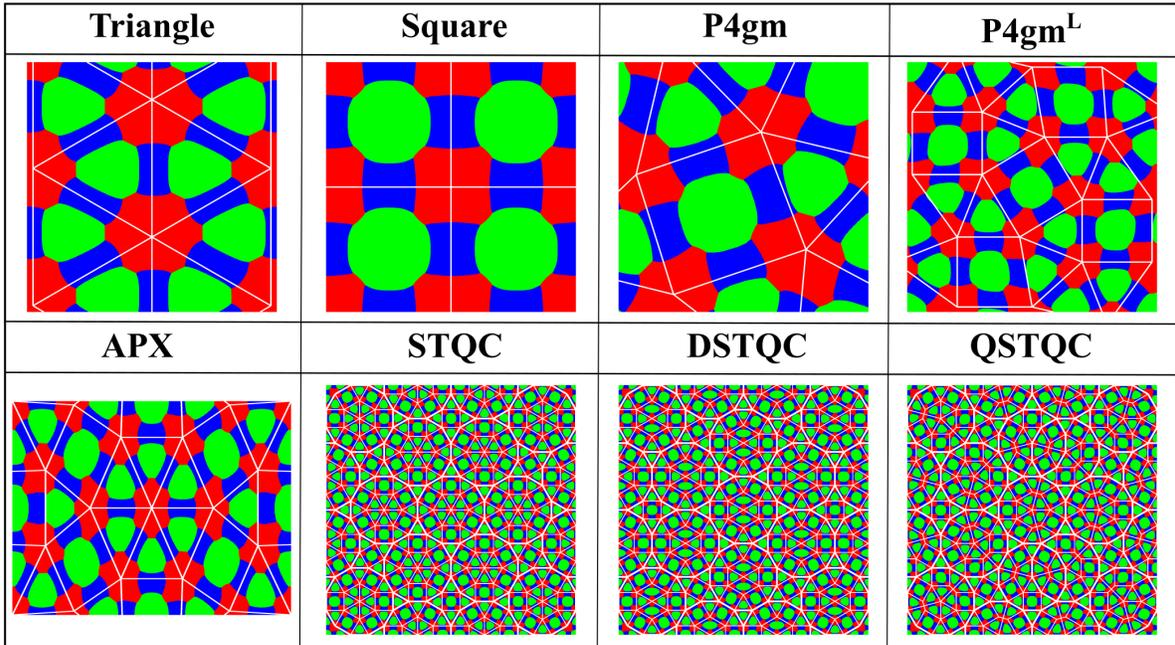 Triangle
Square
P4gm
P4gmᴸ
APX
STQC
DSTQC
QSTQC